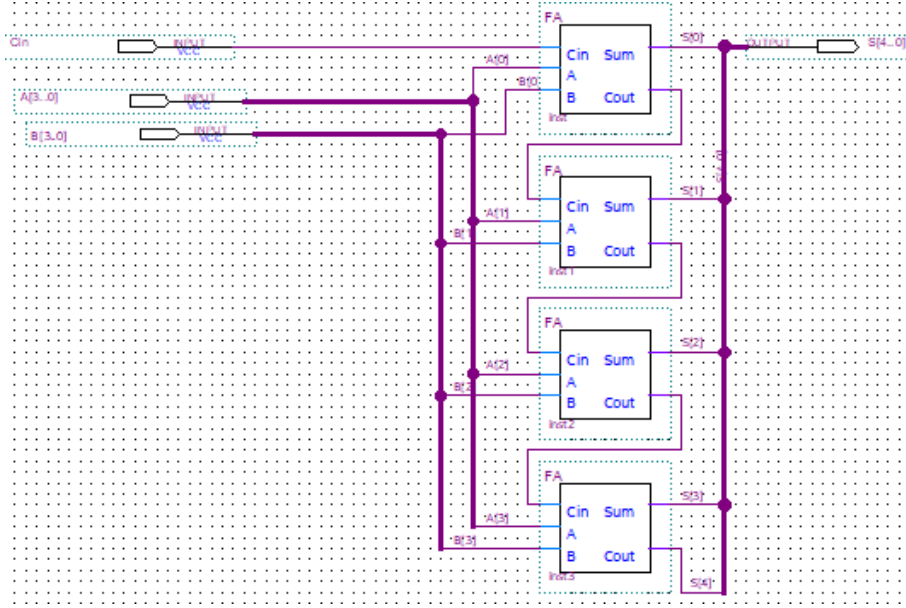 FA
Cin INPUT VCC
S[0]
OUTPUT
S[4..0]
Cin Sum
A[0]
A
B[0
A[3..0] INPUT VCC
B Cout
inst
B[3..0] INPUT VCC
FA
S[1]
Cin Sum
A[1]
A
B[1
B Cout
inst1
FA
S[2]
Cin Sum
A[2]
A
B[2
B Cout
inst2
FA
S[3]
Cin Sum
A[3]
A
B[3]
B Cout
inst3
S[4]